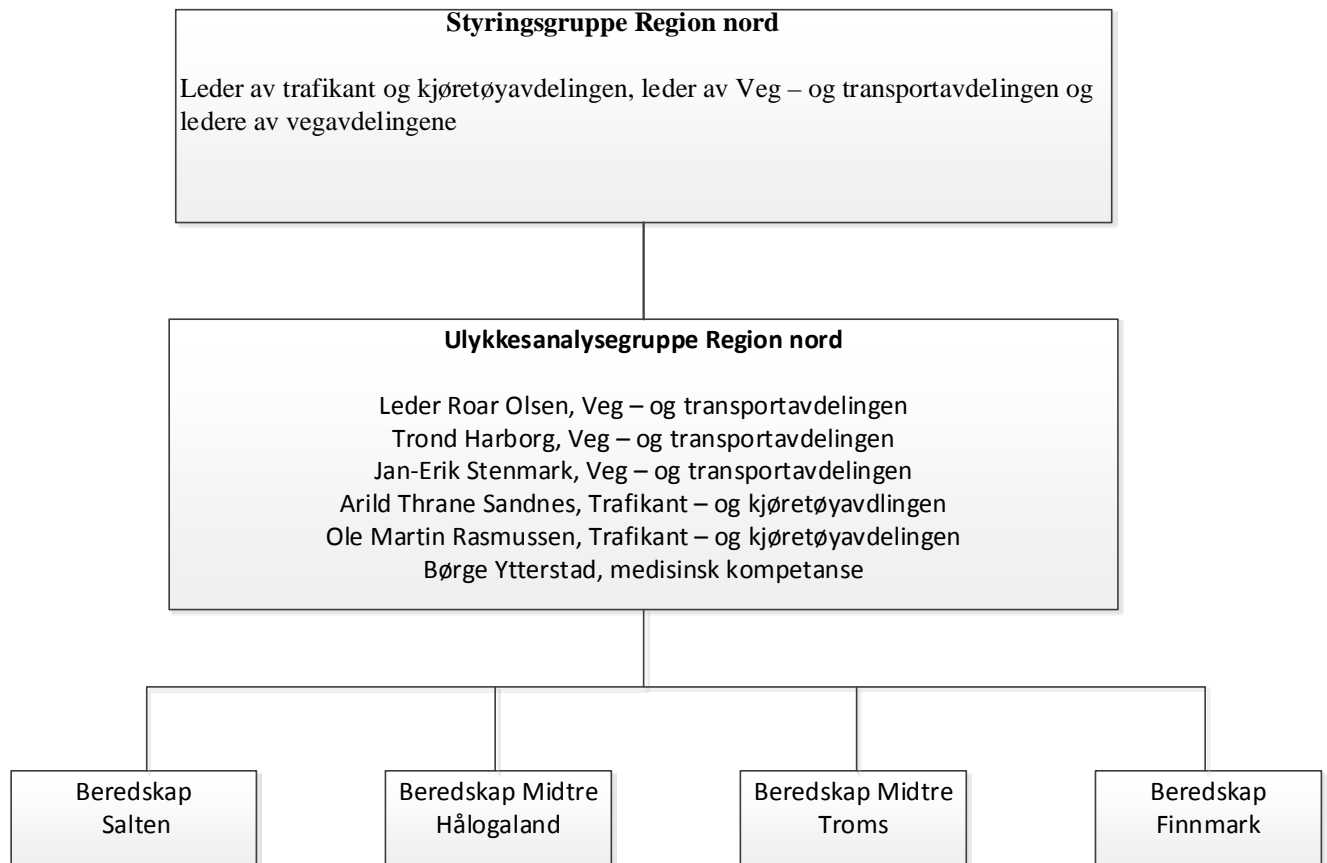 Styringsgruppe Region nord
Leder av trafikant og kjøretøyavdelingen, leder av Veg – og transportavdelingen og
ledere av vegavdelingene
Ulykkesanalysegruppe Region nord
Leder Roar Olsen, Veg – og transportavdelingen
Trond Harborg, Veg – og transportavdelingen
Jan-Erik Stenmark, Veg – og transportavdelingen
Arild Thrane Sandnes, Trafikant – og kjøretøyavdlingen
Ole Martin Rasmussen, Trafikant – og kjøretøyavdelingen
Børge Ytterstad, medisinsk kompetanse
Beredskap
Salten
Beredskap Midtre
Hålogaland
Beredskap Midtre
Troms
Beredskap
Finnmark